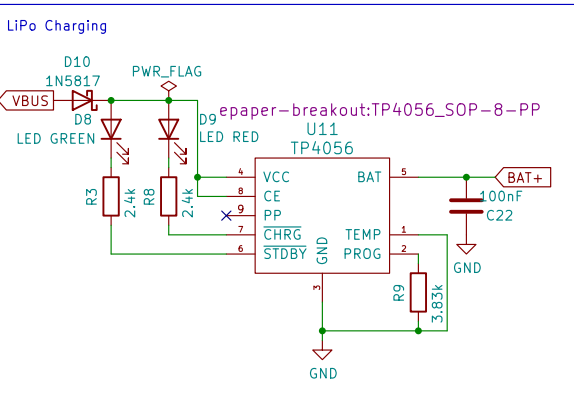 LiPo Charging
D10
1N5817
PWR_FLAG
VBUS
epaper-breakout:TP4056_SOP-8-PP
D8
D9
LED GREEN
LED RED
U11
TP4056
R3
2.4k
R8
2.4k
4
VCC
8
CE
9
PP
7
CHRG
6
STDBY
GND
3
BAT
5
BAT+
TEMP
1
PROG
2
100nF
C22
GND
R9
3.83k
GND